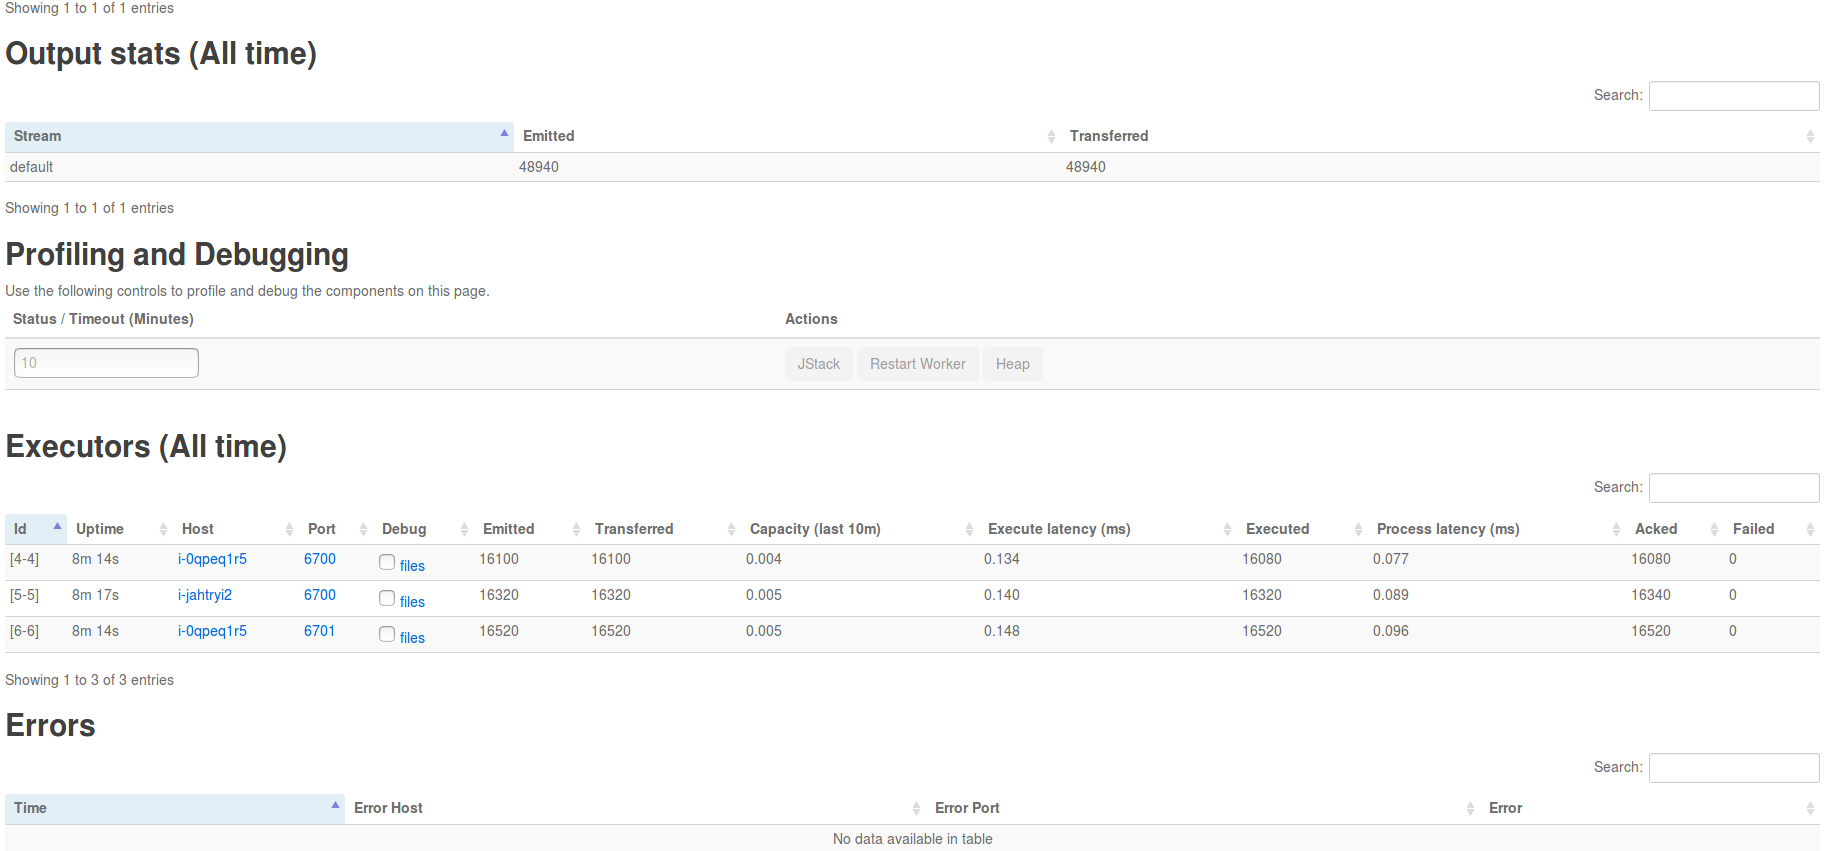 Showing 1 to 1 of 1 entries
Output stats (All time)
Search:
Stream Emitted Transferred
default 48940 48940
Showing 1 to 1 of 1 entries
Profiling and Debugging
Use the following controls to profile and debug the components on this page.
Status / Timeout (Minutes) Actions
10 JStack Restart Worker Heap
Executors (All time)
Search:
Id Uptime Host Port Debug Emitted Transferred Capacity (last 10m) Execute latency (ms) Executed Process latency (ms) Acked Failed
[4-4] 8m 14s i-0qpeq1r5 6700 files 16100 16100 0.004 0.134 16080 0.077 16080 0
[5-5] 8m 17s i-jahtryi2 6700 files 16320 16320 0.005 0.140 16320 0.089 16340 0
[6-6] 8m 14s i-0qpeq1r5 6701 files 16520 16520 0.005 0.148 16520 0.096 16520 0
Showing 1 to 3 of 3 entries
Errors
Search:
Time Error Host Error Port Error
No data available in table